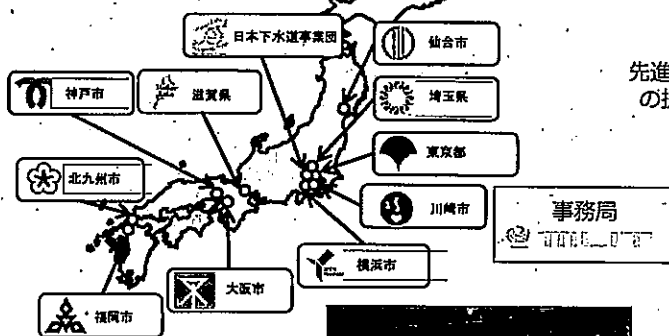 日本下水道事業団
仙台市
先進
の技
神戸市
滋賀県
埼玉県
東京都
北九州市
川崎市
事務局
横浜市
大阪市
福岡市